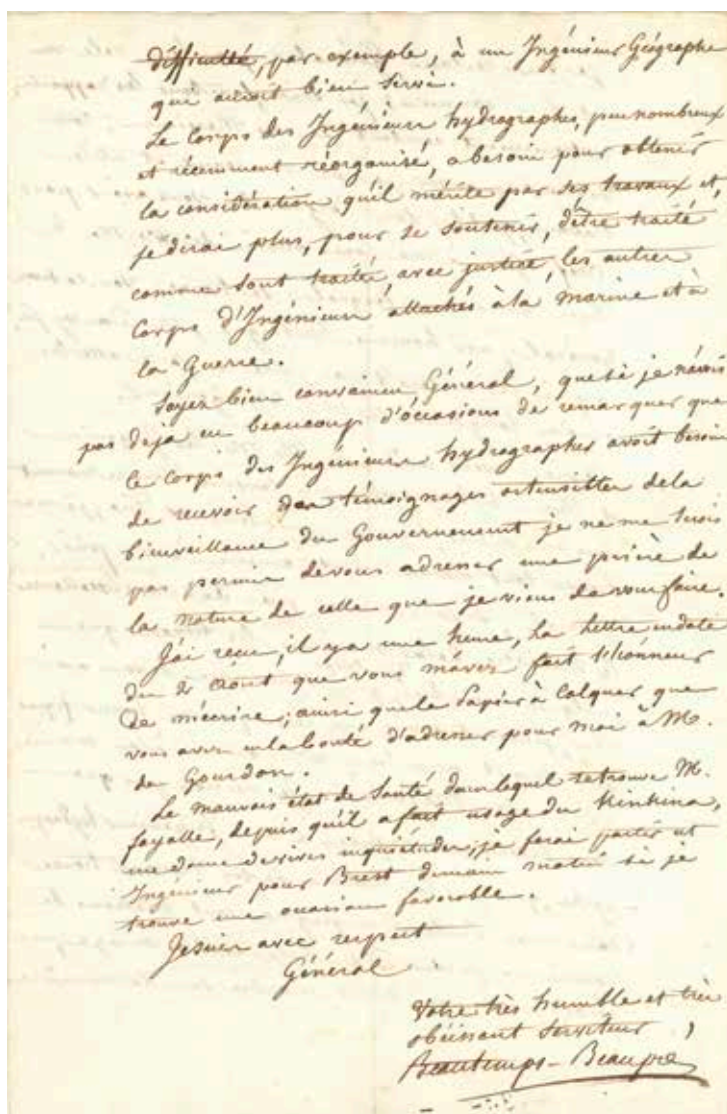 difficulté, par exemple, à un Ingénieur Géographe
qui auroit bien servi.
Le Corps des Ingénieurs hydrographes, peu nombreux
et récemment réorganisé, a besoin pour obtenir
la considération qu'il mérite par ses travaux et,
je dirai plus, pour se soutenir, d'être traité
comme sont traités, avec justice, les autres
Corps d'Ingénieurs attachés à la marine et à
la Guerre.
Soyez bien convaincu Général, que si je n'avois
pas deja eu beaucoup d'occasions de remarquer que
le corps des Ingénieurs hydrographes avoit besoin
de recevoir des témoignages ostensibles de la
bienveillance du Gouvernement je ne me serois
pas permis de vous adresser une prière de
la nature de celle que je viens de vous faire.
J'ai reçu, il y a une heure, la lettre en date
du 2 Août que vous m'avez fait l'honneur
de m'écrire; ainsi que le Papier à Calquer que
vous avez eu la bonté d'adresser pour moi à M.
de Gourdon.
Le mauvais état de Santé dans lequel se trouve M.
fayolle, depuis qu'il a fait usage du Kinkina,
me donne de vives inquiétudes; je ferai partir cet
Ingénieur pour Brest demain matin si je
trouve une occasion favorable.
Je suis avec respect
Général
Votre très humble et très
obéissant Serviteur,
Beautemps-Beaupré